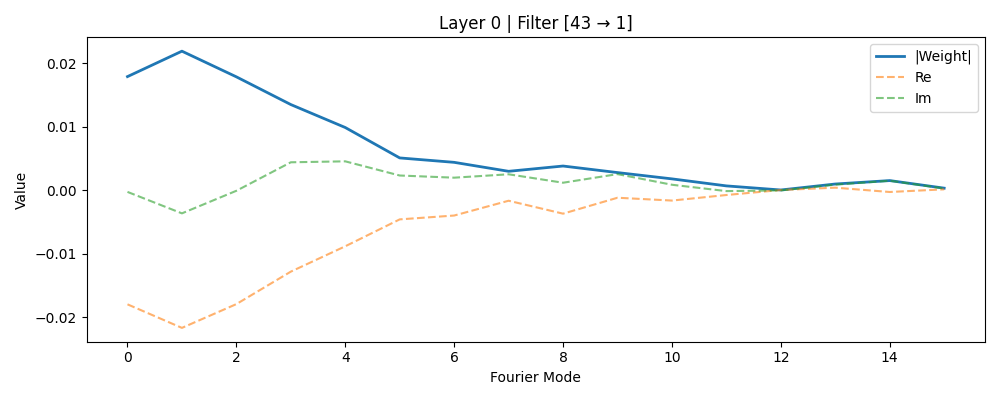 Layer 0 | Filter [43 → 1]
|Weight|
Re
Im
0.02
0.01
0.00
−0.01
−0.02
Value
0 2 4 6 8 10 12 14
Fourier Mode